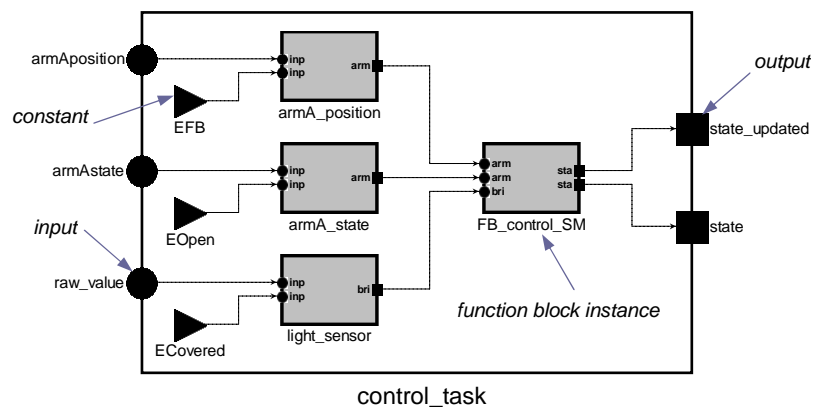 armAposition
inp
inp
arm
armA_position
EFB
constant
output
state_updated
armAstate
inp
inp
arm
armA_state
EOpen
arm
arm
bri
sta
sta
FB_control_SM
state
input
raw_value
inp
inp
bri
light_sensor
ECovered
function block instance
control_task